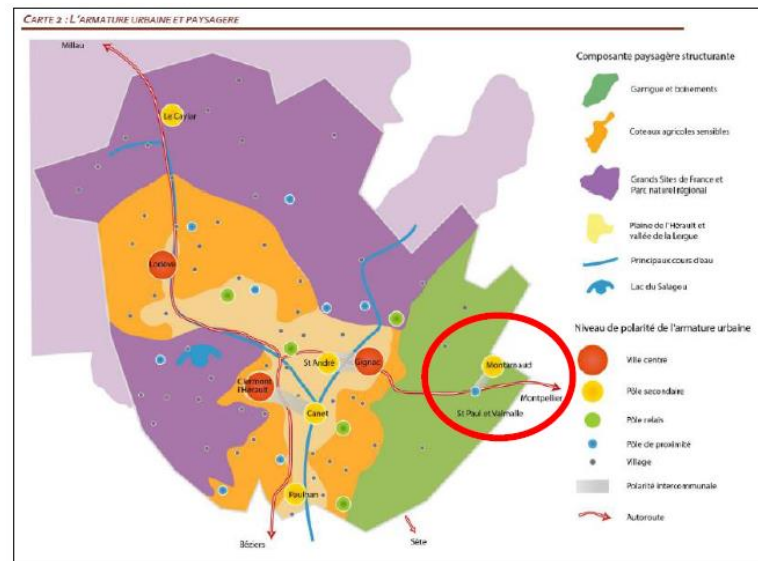 CARTE 2 : L'ARMATURE URBAINE ET PAYSAGERE
Millau
Le Caylar
Lodève
St André
Gignac
Clermont
l'Hérault
Canet
Paulhan
Béziers
Sète
Montarnaud
Montpellier
St Paul et Valmalle
Composante paysagère structurante
Garrigue et boisements
Coteaux agricoles sensibles
Grands Sites de France et
Parc naturel régional
Plaine de l'Hérault et
vallée de la Lergue
Principaux cours d'eau
Lac du Salagou
Niveau de polarité de l'armature urbaine
Ville centre
Pôle secondaire
Pôle relais
Pôle de proximité
Village
Polarité intercommunale
Autoroute